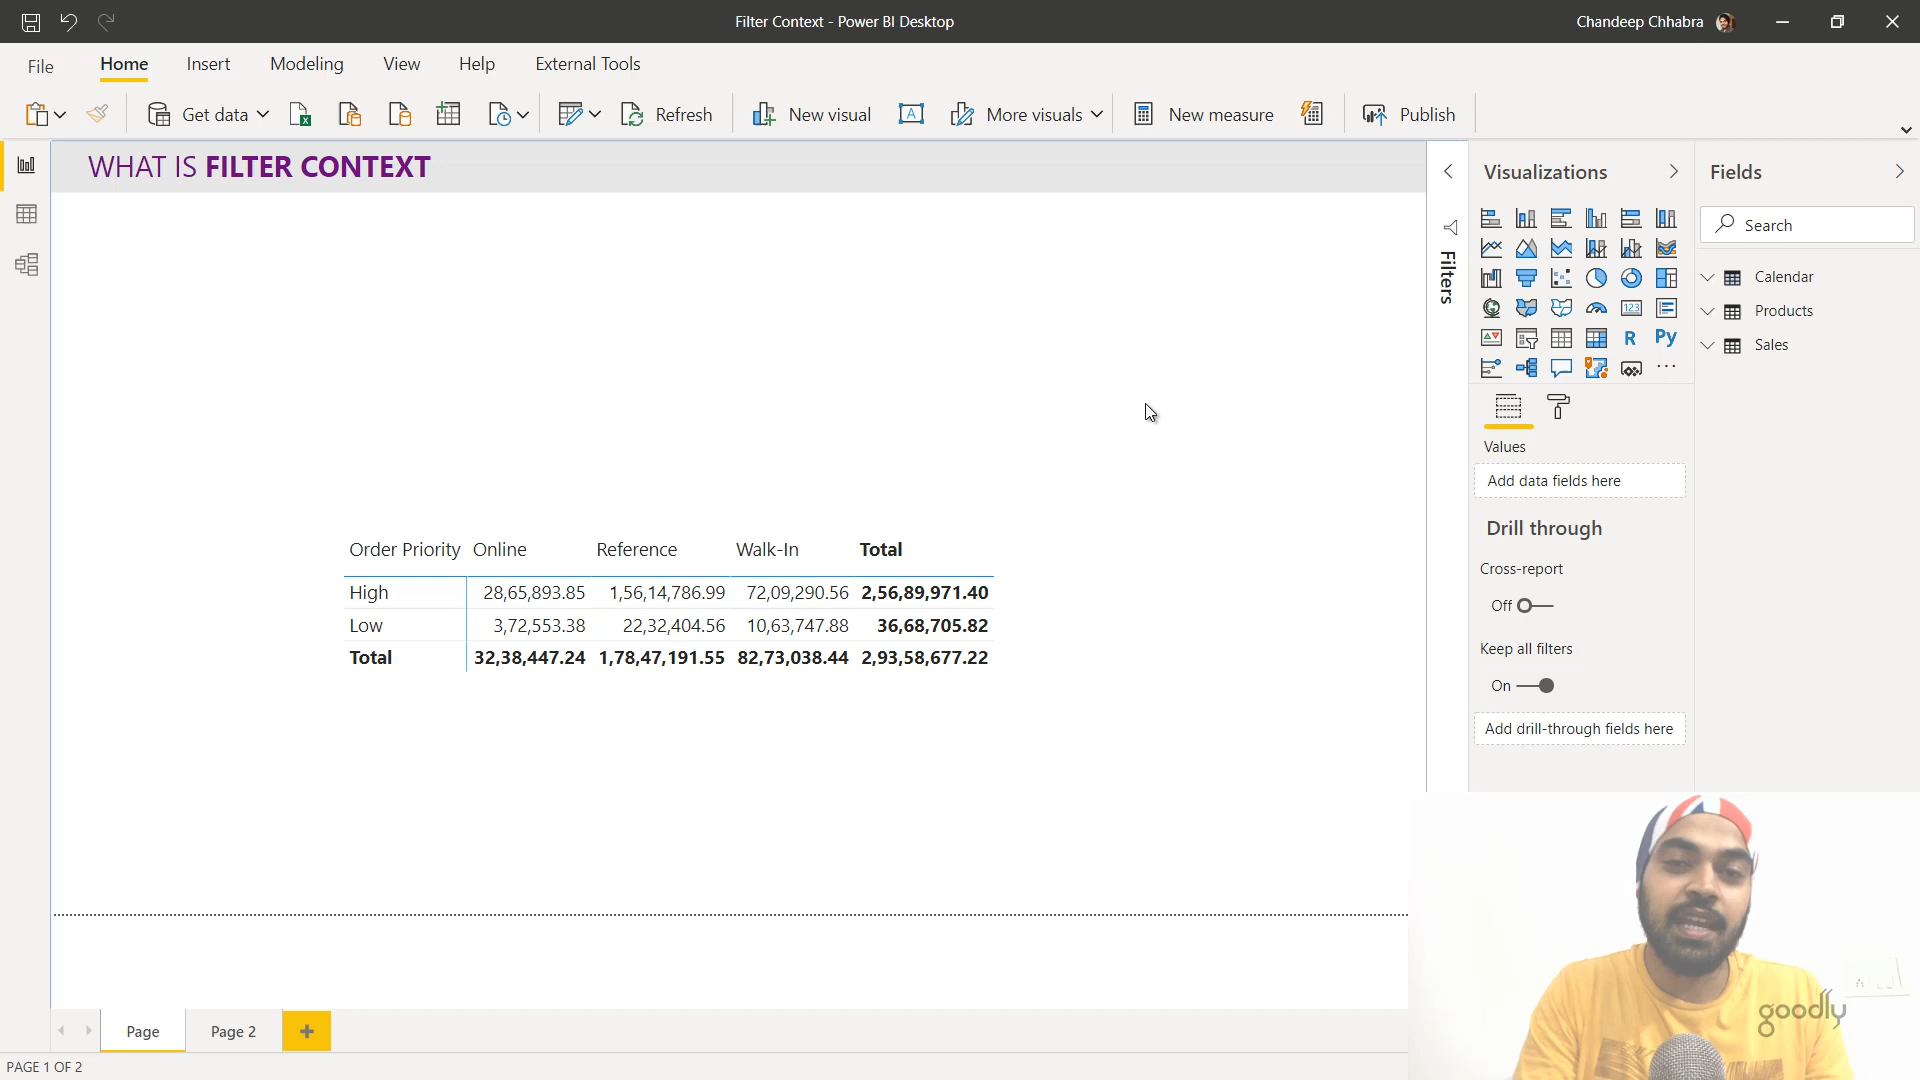 Filter Context - Power BI Desktop
Chandeep Chhabra
File
Home
Insert
Modeling
View
Help
External Tools
Get data
Refresh
New visual
More visuals
New measure
Publish
WHAT IS FILTER CONTEXT
Order Priority Online Reference Walk-In Total
High 28,65,893.85 1,56,14,786.99 72,09,290.56 2,56,89,971.40
Low 3,72,553.38 22,32,404.56 10,63,747.88 36,68,705.82
Total 32,38,447.24 1,78,47,191.55 82,73,038.44 2,93,58,677.22
Filters
Visualizations
R
Py
123
Values
Add data fields here
Drill through
Cross-report
Off
Keep all filters
On
Add drill-through fields here
Fields
Search
Calendar
Products
Sales
goodly
Page
Page 2
PAGE 1 OF 2